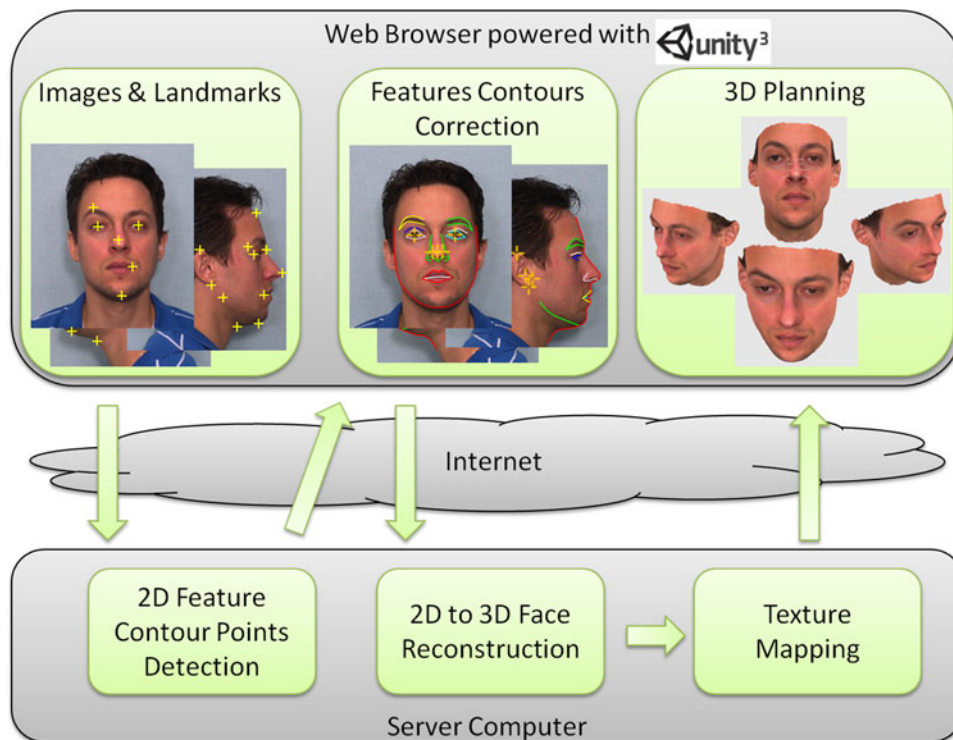 Web Browser powered with unity3
Images & Landmarks
Features Contours
Correction
3D Planning
Internet
2D Feature
Contour Points
Detection
2D to 3D Face
Reconstruction
Texture
Mapping
Server Computer